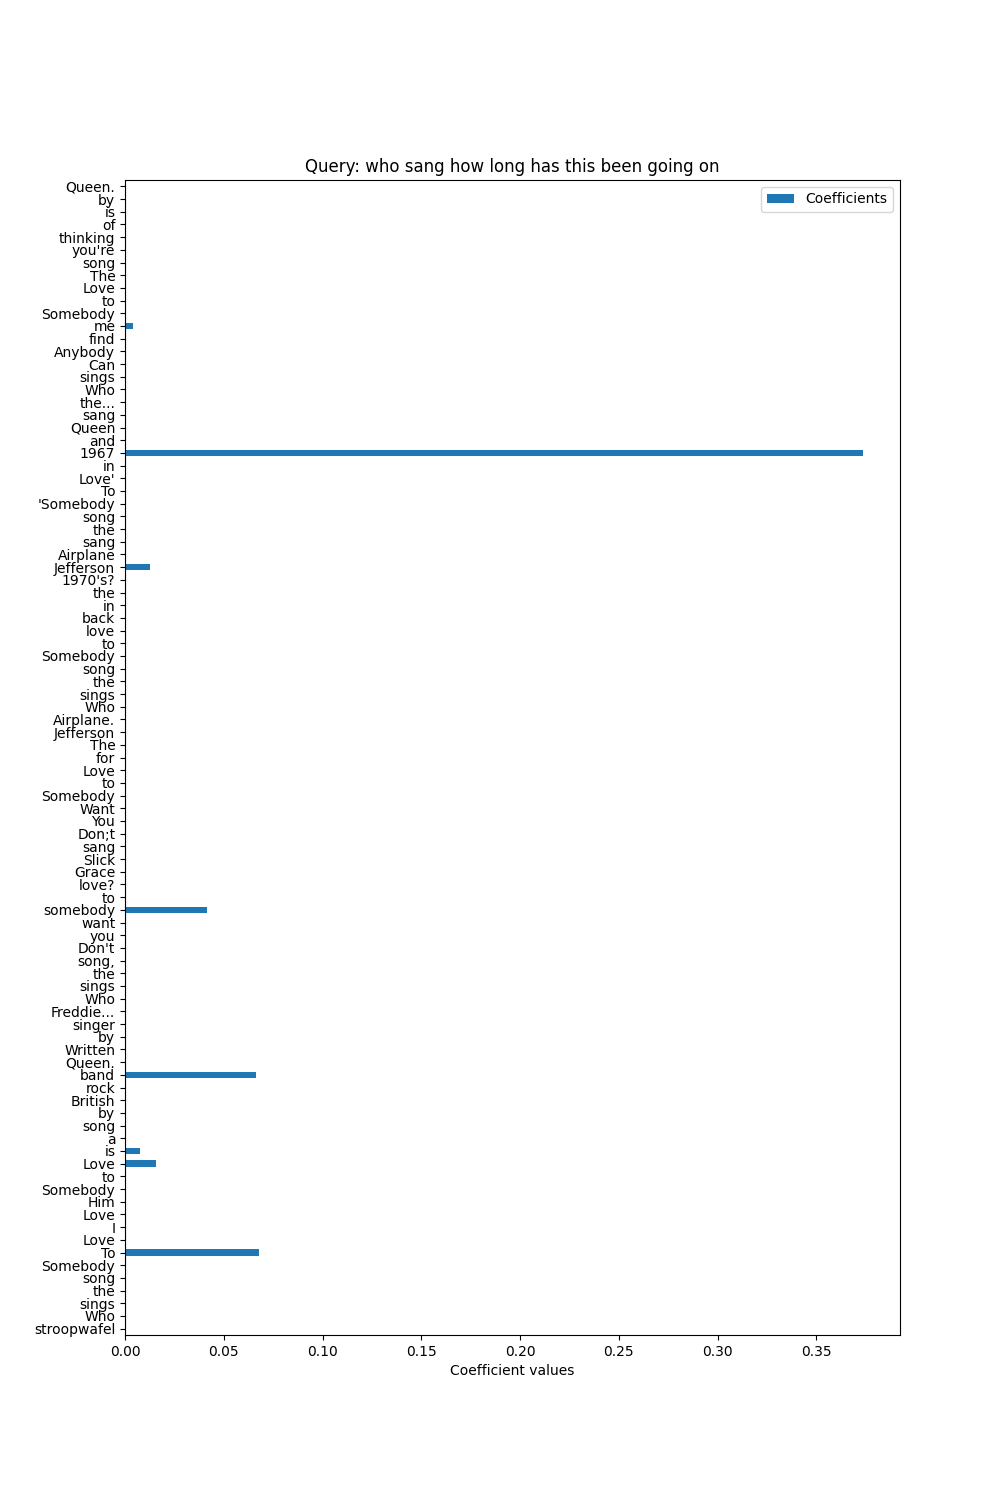 Query: who sang how long has this been going on
Coefficients
Queen.
by
is
of
thinking
you're
song
The
Love
to
Somebody
me
find
Anybody
Can
sings
Who
the...
sang
Queen
and
1967
in
Love'
To
'Somebody
song
the
sang
Airplane
Jefferson
1970's?
the
in
back
love
to
Somebody
song
the
sings
Who
Airplane.
Jefferson
The
for
Love
to
Somebody
Want
You
Don;t
sang
Slick
Grace
love?
to
somebody
want
you
Don't
song,
the
sings
Who
Freddie...
singer
by
Written
Queen.
band
rock
British
by
song
a
is
Love
to
Somebody
Him
Love
I
Love
To
Somebody
song
the
sings
Who
stroopwafel
0.00 0.05 0.10 0.15 0.20 0.25 0.30 0.35
Coefficient values